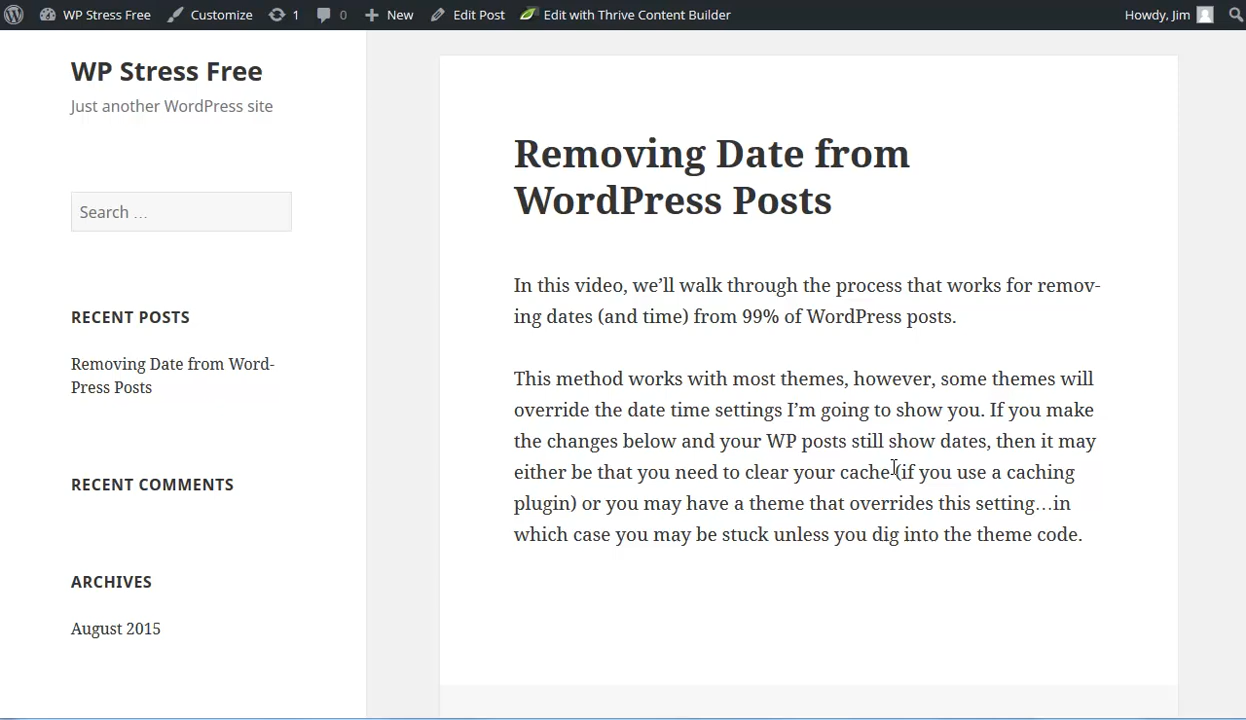 WP Stress Free Customize 1 0 New Edit Post Edit with Thrive Content Builder Howdy, Jim
WP Stress Free
Just another WordPress site
Search …
RECENT POSTS
Removing Date from Word-
Press Posts
RECENT COMMENTS
ARCHIVES
August 2015
Removing Date from
WordPress Posts
In this video, we’ll walk through the process that works for remov-
ing dates (and time) from 99% of WordPress posts.
This method works with most themes, however, some themes will
override the date time settings I’m going to show you. If you make
the changes below and your WP posts still show dates, then it may
either be that you need to clear your cache (if you use a caching
plugin) or you may have a theme that overrides this setting…in
which case you may be stuck unless you dig into the theme code.